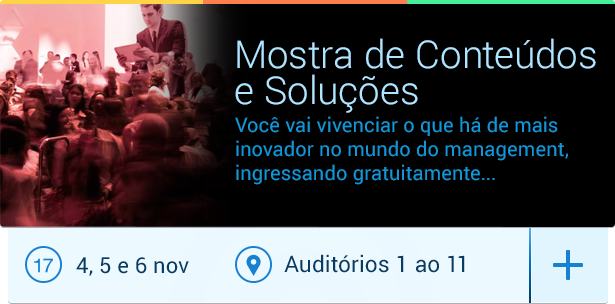 Mostra de Conteúdos
e Soluções
Você vai vivenciar o que há de mais
inovador no mundo do management,
ingressando gratuitamente...
17 4, 5 e 6 nov Auditórios 1 ao 11 +